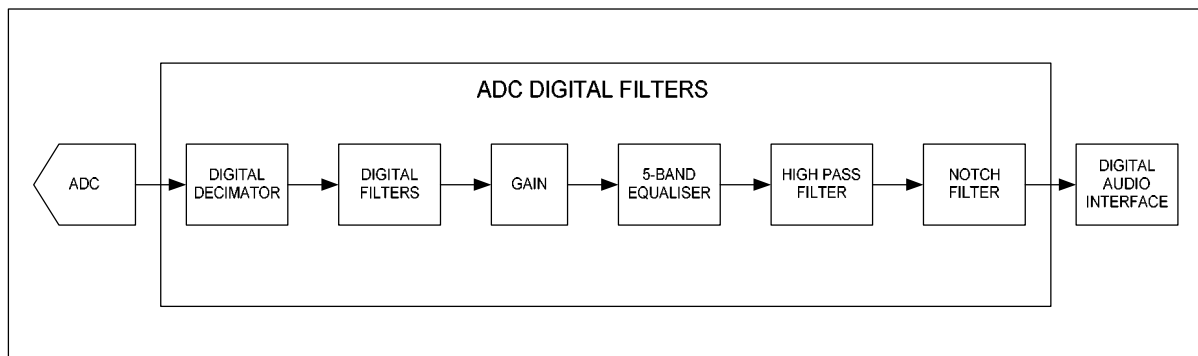 ADC DIGITAL FILTERS
ADC
DIGITAL
DECIMATOR
DIGITAL
FILTERS
GAIN
5-BAND
EQUALISER
HIGH PASS
FILTER
NOTCH
FILTER
DIGITAL
AUDIO
INTERFACE